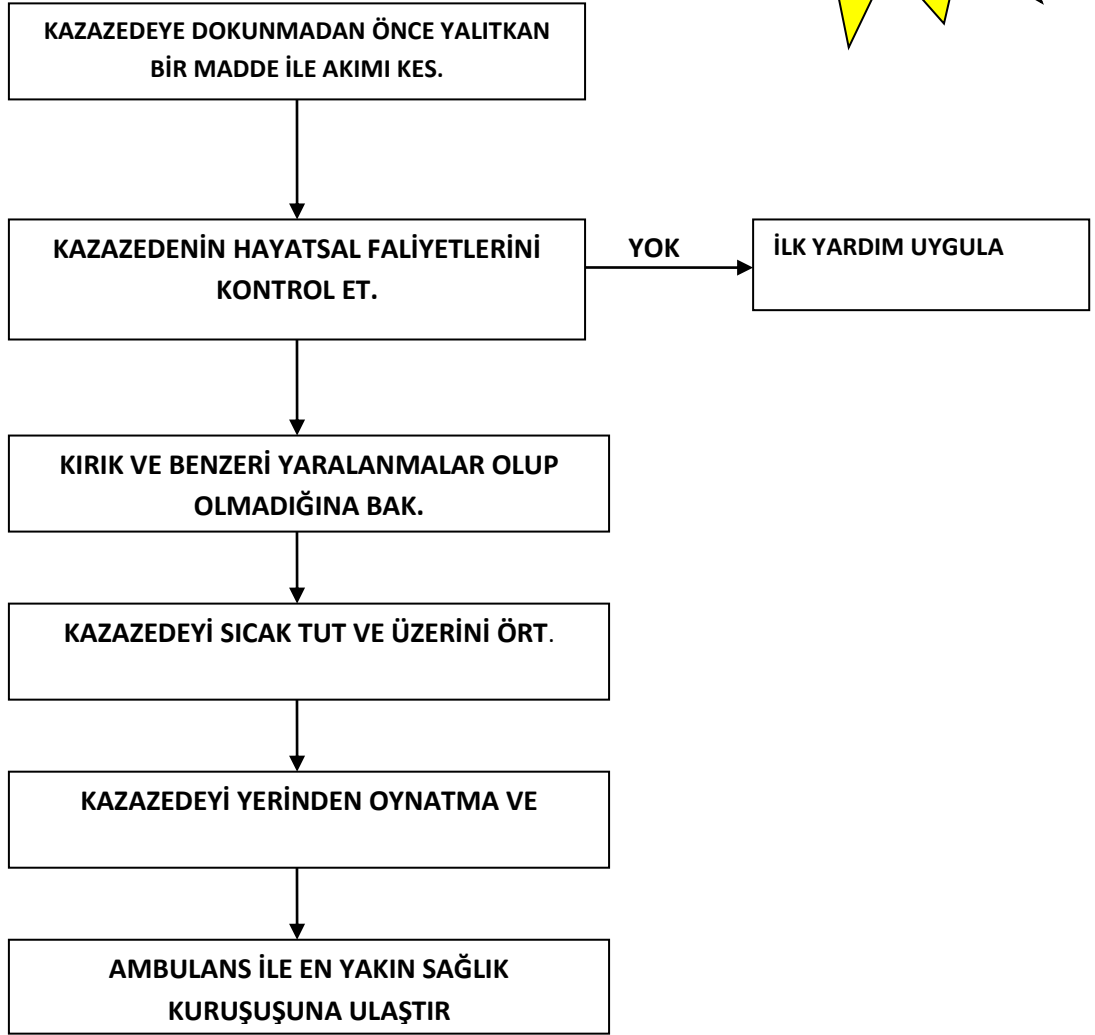 KAZAZEDEYE DOKUNMADAN ÖNCE YALITKAN
BİR MADDE İLE AKIMI KES.
KAZAZEDENİN HAYATSAL FALİYETLERİNİ
KONTROL ET.
YOK
İLK YARDIM UYGULA
KIRIK VE BENZERİ YARALANMALAR OLUP
OLMADIĞINA BAK.
KAZAZEDEYİ SICAK TUT VE ÜZERİNİ ÖRT.
KAZAZEDEYİ YERİNDEN OYNATMA VE
AMBULANS İLE EN YAKIN SAĞLIK
KURUŞUŞUNA ULAŞTIR